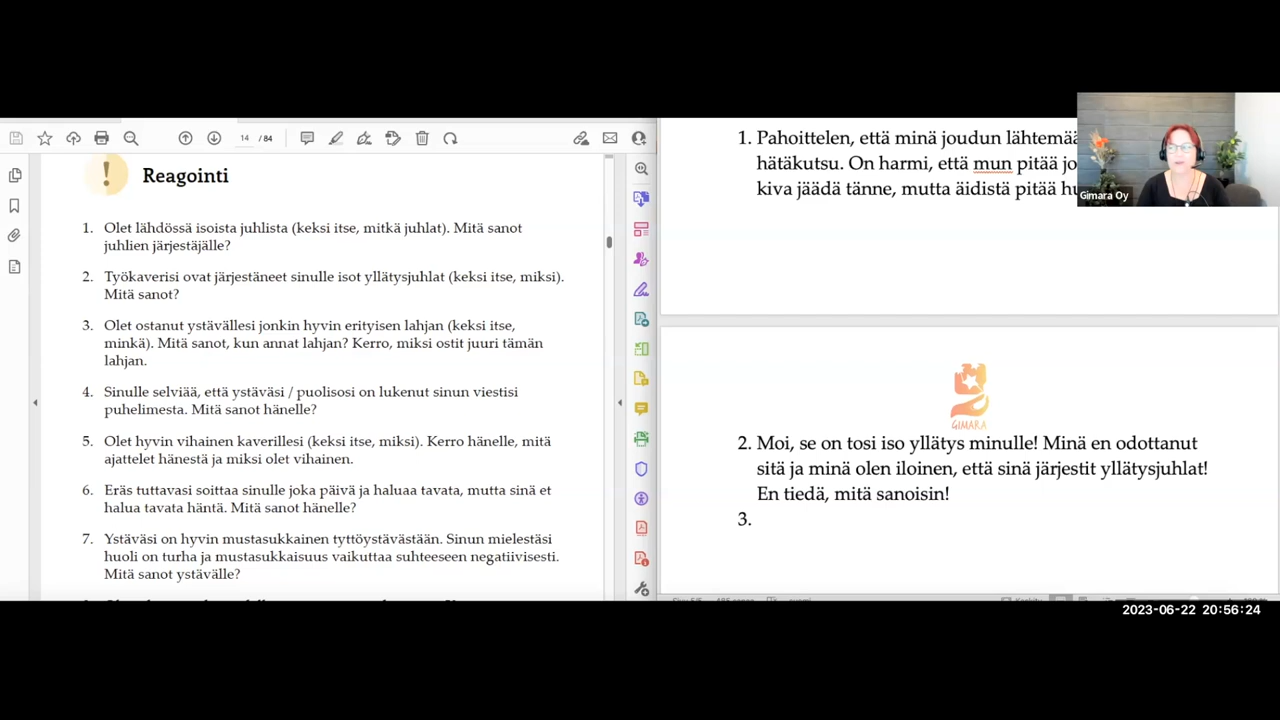 14 / 84
! Reagointi
1. Olet lähdössä isoista juhlista (keksi itse, mitkä juhlat). Mitä sanot
juhlien järjestäjälle?
2. Työkaverisi ovat järjestäneet sinulle isot yllätysjuhlat (keksi itse, miksi).
Mitä sanot?
3. Olet ostanut ystävällesi jonkin hyvin erityisen lahjan (keksi itse,
minkä). Mitä sanot, kun annat lahjan? Kerro, miksi ostit juuri tämän
lahjan.
4. Sinulle selviää, että ystäväsi / puolisosi on lukenut sinun viestisi
puhelimesta. Mitä sanot hänelle?
5. Olet hyvin vihainen kaverillesi (keksi itse, miksi). Kerro hänelle, mitä
ajattelet hänestä ja miksi olet vihainen.
6. Eräs tuttavasi soittaa sinulle joka päivä ja haluaa tavata, mutta sinä et
halua tavata häntä. Mitä sanot hänelle?
7. Ystäväsi on hyvin mustasukkainen tyttöystävästään. Sinun mielestäsi
huoli on turha ja mustasukkaisuus vaikuttaa suhteeseen negatiivisesti.
Mitä sanot ystävälle?
1. Pahoittelen, että minä joudun
hätäkutsu. On harmi, että mun pitää
kiva jäädä tänne, mutta äidistä pitää
Gimara Oy
GIMARA
2. Moi, se on tosi iso yllätys minulle! Minä en odottanut
sitä ja minä olen iloinen, että sinä järjestit yllätysjuhlat!
En tiedä, mitä sanoisin!
3.
2023-06-22 20:56:24